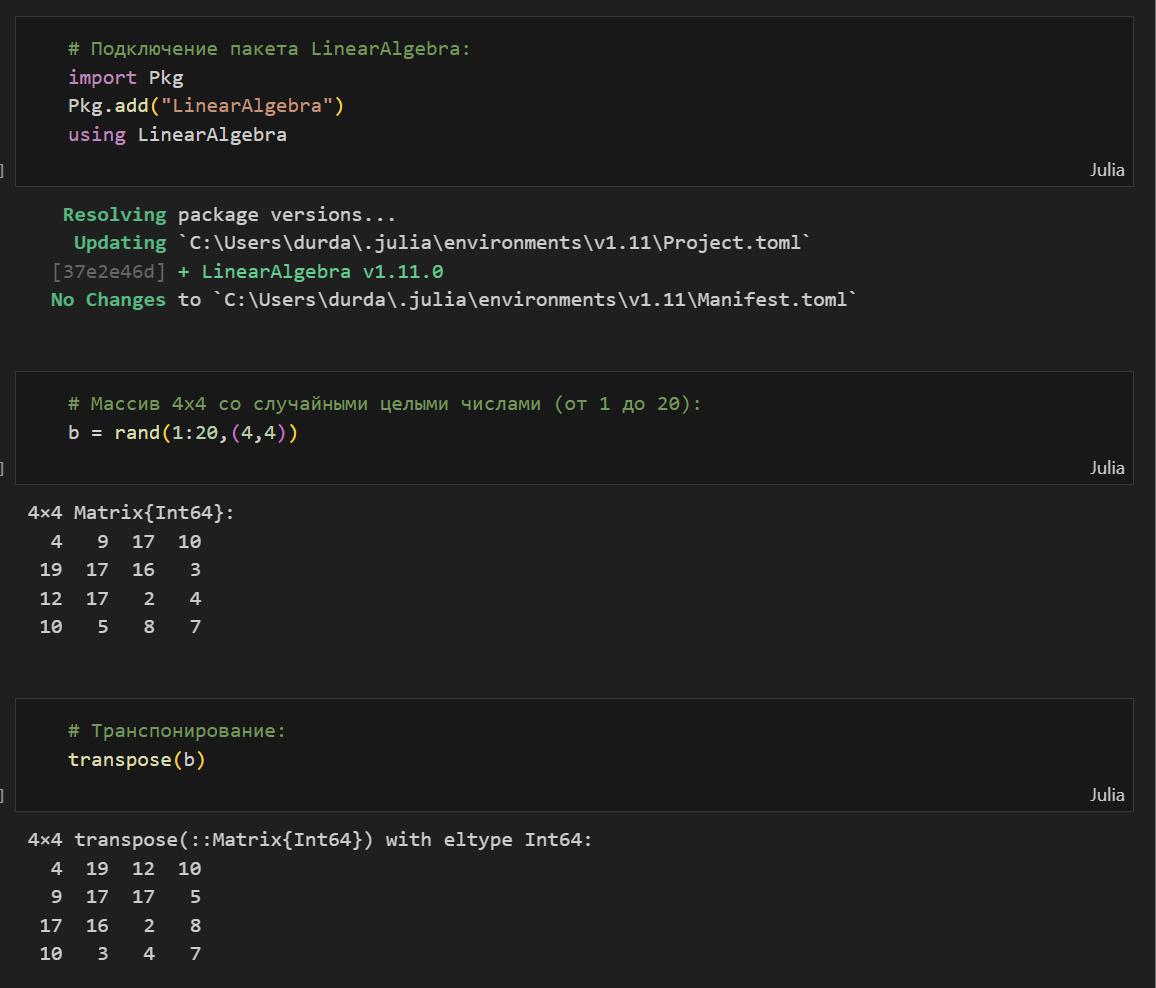 # Подключение пакета LinearAlgebra:
import Pkg
Pkg.add("LinearAlgebra")
using LinearAlgebra
]
Julia
Resolving package versions...
Updating `C:\Users\durda\.julia\environments\v1.11\Project.toml`
[37e2e46d] + LinearAlgebra v1.11.0
No Changes to `C:\Users\durda\.julia\environments\v1.11\Manifest.toml`
# Массив 4x4 со случайными целыми числами (от 1 до 20):
b = rand(1:20,(4,4))
]
Julia
4×4 Matrix{Int64}:
4 9 17 10
19 17 16 3
12 17 2 4
10 5 8 7
# Транспонирование:
transpose(b)
]
Julia
4×4 transpose(::Matrix{Int64}) with eltype Int64:
4 19 12 10
9 17 17 5
17 16 2 8
10 3 4 7